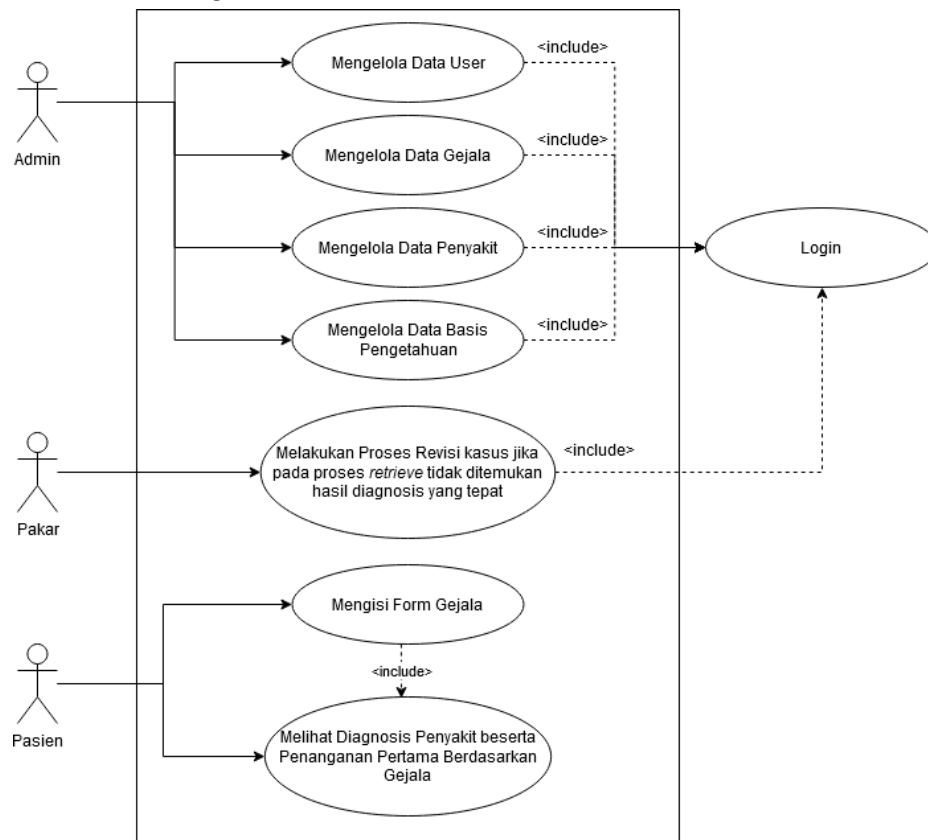 Mengelola Data User
<include>
Admin
Mengelola Data Gejala
<include>
Mengelola Data Penyakit
<include>
Login
Mengelola Data Basis
Pengetahuan
<include>
Pakar
Melakukan Proses Revisi kasus jika
pada proses retrieve tidak ditemukan
hasil diagnosis yang tepat
<include>
Mengisi Form Gejala
<include>
Pasien
Melihat Diagnosis Penyakit beserta
Penanganan Pertama Berdasarkan
Gejala